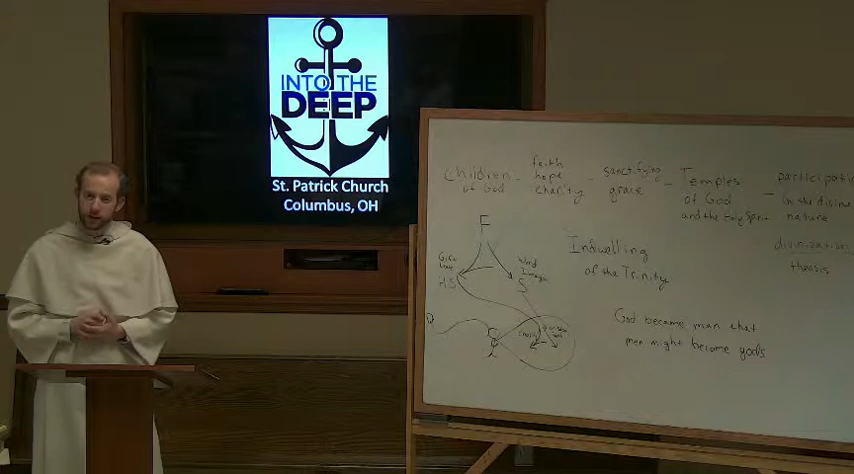 INTO THE
DEEP
St. Patrick Church
Columbus, OH
Children
of God
faith
hope
charity
sanctifying
grace
Temples
of God
and the Holy Spirit
participatio
in the divine
nature
divinization
theosis
F
Gift
Love
HS
Word
Image
S
Indwelling
of the Trinity
God became man that
men might become gods